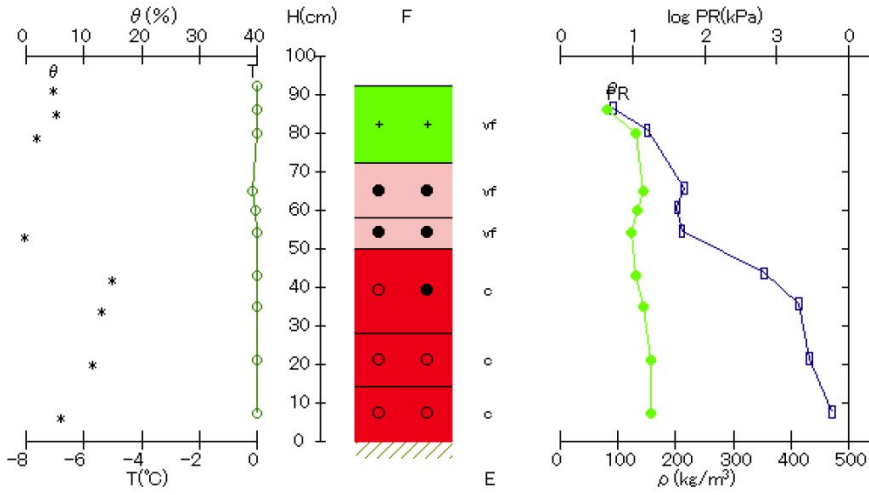 θ (%)
0 10 20 30 40
H(cm)
F
log PR(kPa)
0 1 2 3 0
θ
T
100
90
80
70
60
50
40
30
20
10
0
vf
vf
vf
c
c
c
PR
-8 -6 -4 -2 0
T(℃)
E
0 100 200 300 400 500
ρ (kg/m³)